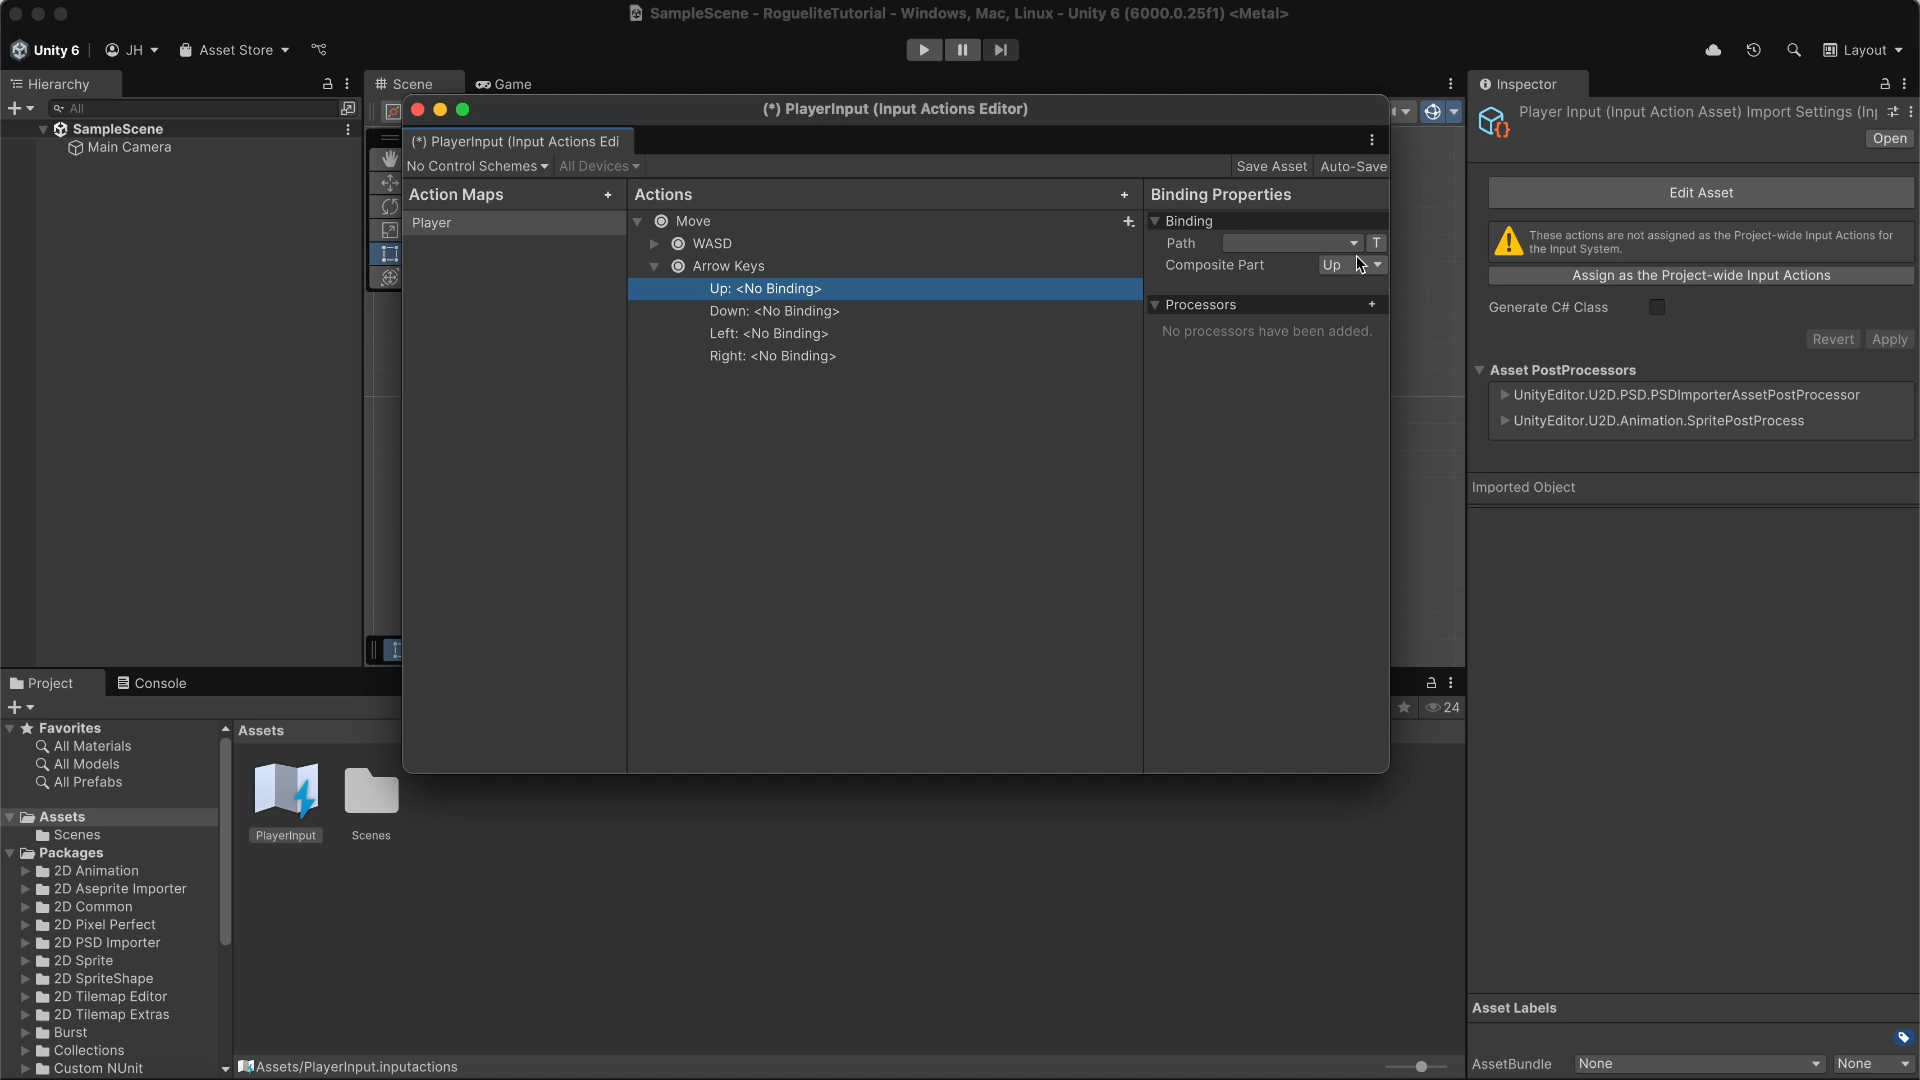 SampleScene - RogueliteTutorial - Windows, Mac, Linux - Unity 6 (6000.0.25f1) <Metal>
Unity 6
JH
Asset Store
Layout
Hierarchy
Scene
Game
Inspector
All
SampleScene
Main Camera
(*) PlayerInput (Input Actions Editor)
(*) PlayerInput (Input Actions Edi
No Control Schemes
All Devices
Save Asset
Auto-Save
Action Maps +
Actions +
Binding Properties
Player
Move
WASD
Arrow Keys
Up: <No Binding>
Down: <No Binding>
Left: <No Binding>
Right: <No Binding>
Binding
Path T
Composite Part Up
Processors +
No processors have been added.
Player Input (Input Action Asset) Import Settings (Inp
Open
Edit Asset
These actions are not assigned as the Project-wide Input Actions for
the Input System.
Assign as the Project-wide Input Actions
Generate C# Class
Revert
Apply
Asset PostProcessors
UnityEditor.U2D.PSD.PSDImporterAssetPostProcessor
UnityEditor.U2D.Animation.SpritePostProcess
Imported Object
Asset Labels
AssetBundle None None
Project
Console
24
Favorites
All Materials
All Models
All Prefabs
Assets
Scenes
Packages
2D Animation
2D Aseprite Importer
2D Common
2D Pixel Perfect
2D PSD Importer
2D Sprite
2D SpriteShape
2D Tilemap Editor
2D Tilemap Extras
Burst
Collections
Custom NUnit
Assets
PlayerInput
Scenes
Assets/PlayerInput.inputactions